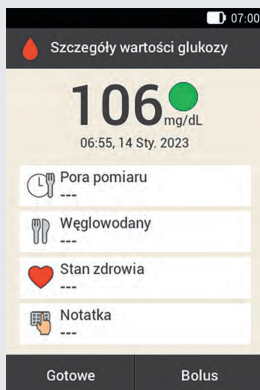 07:00
Szczegóły wartości glukozy
106
mg/dL
06:55, 14 Sty. 2023
Pora pomiaru
---
Węglowodany
---
Stan zdrowia
---
Notatka
---
Gotowe Bolus